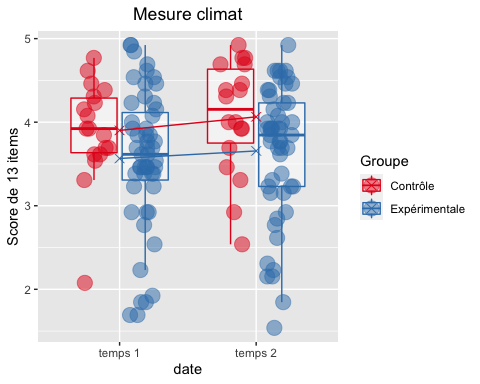 Mesure climat
Score de 13 items
5
4
3
2
temps 1
temps 2
date
Groupe
Contrôle
Expérimentale